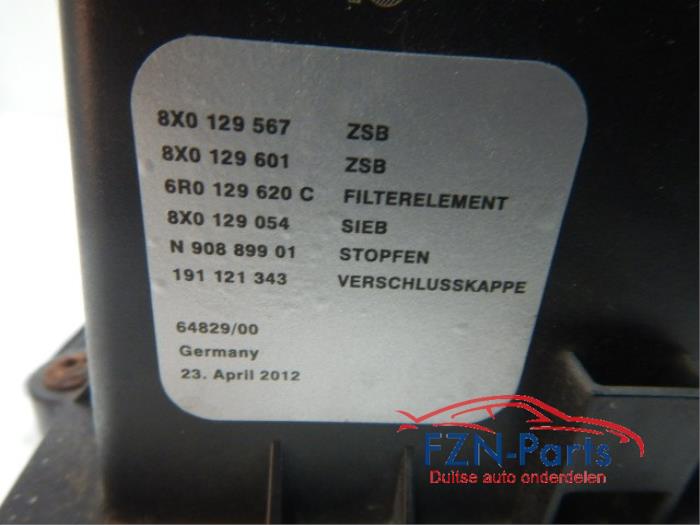 8X0 129 567 ZSB
8X0 129 601 ZSB
6R0 129 620 C FILTERELEMENT
8X0 129 054 SIEB
N 908 899 01 STOPFEN
191 121 343 VERSCHLUSSKAPPE
64829/00
Germany
23. April 2012
FZN-Parts
Duitse auto onderdelen